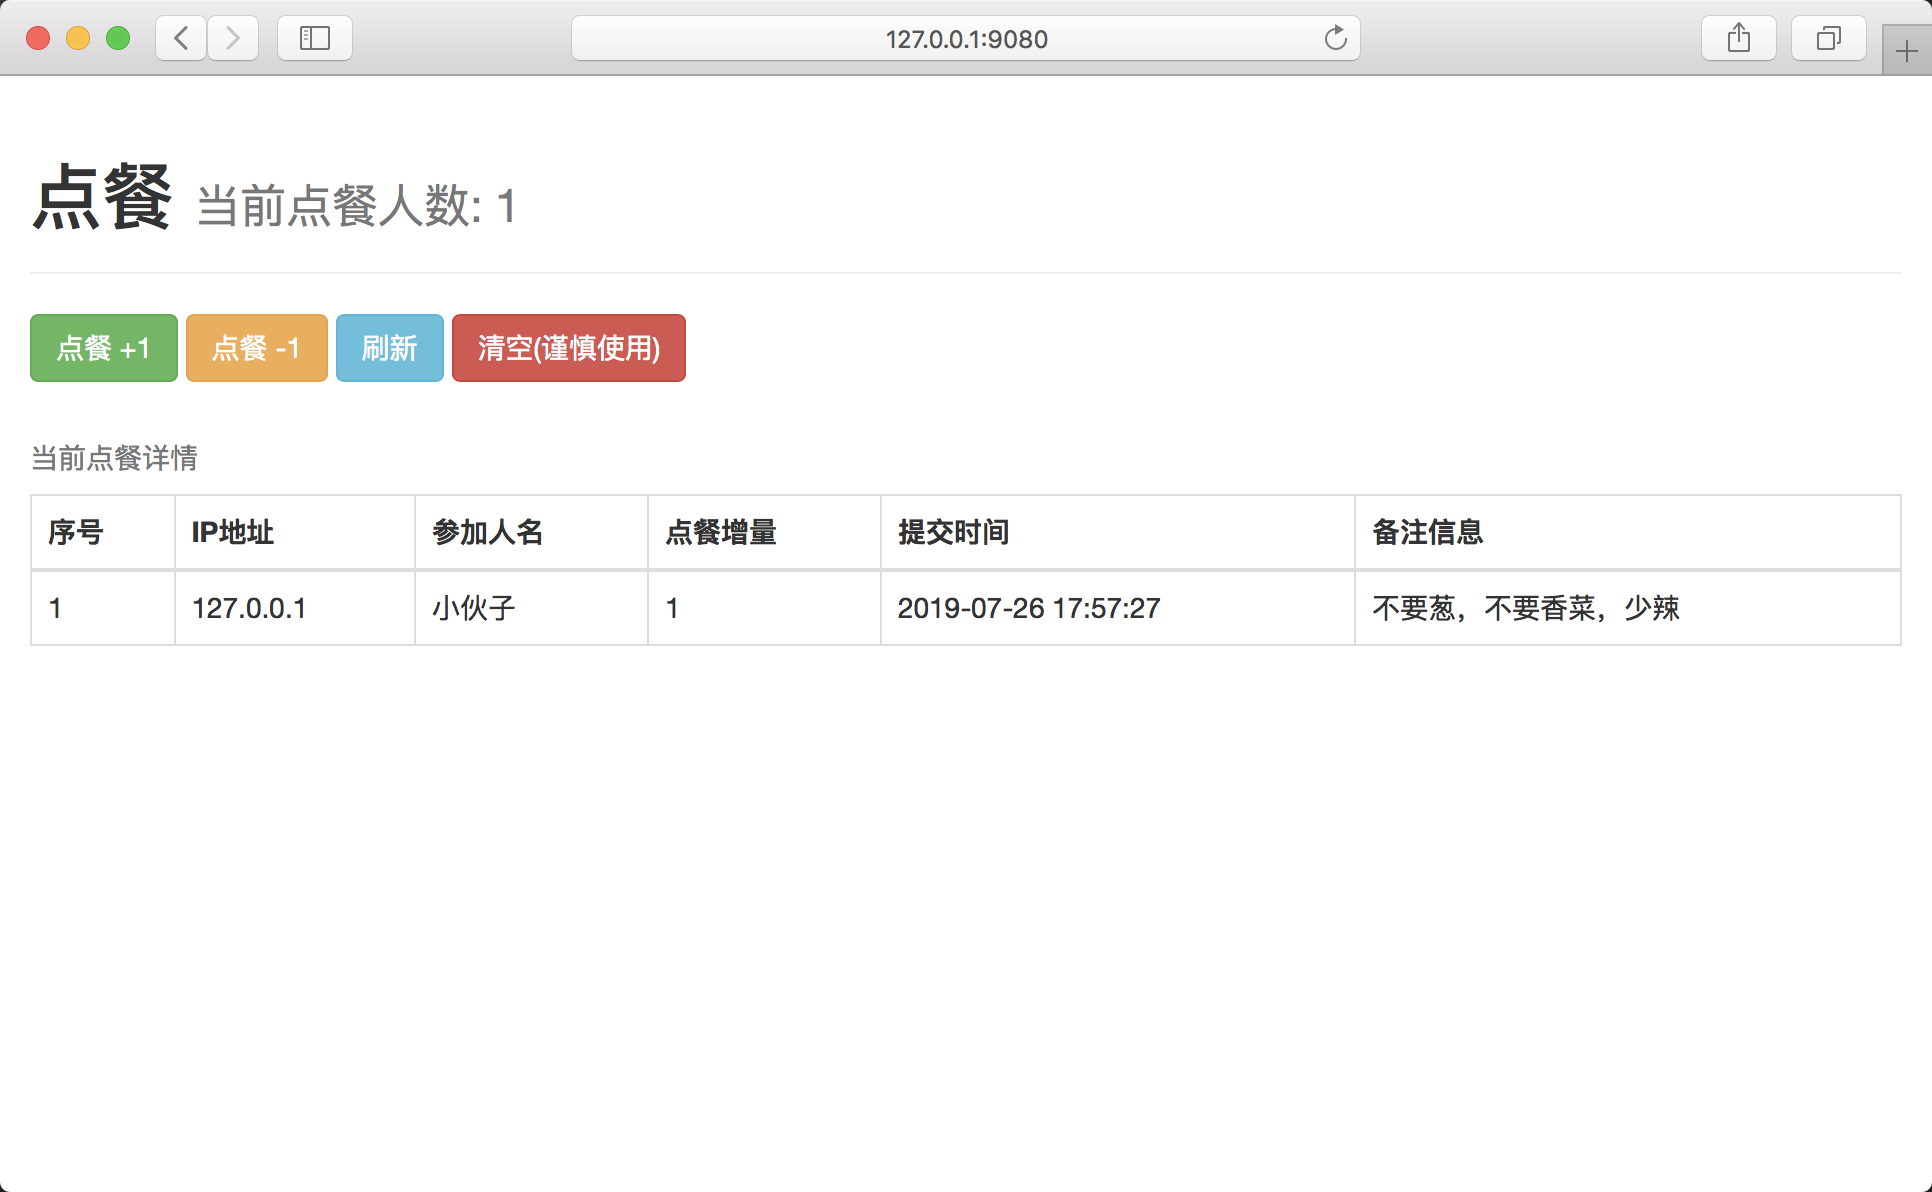 127.0.0.1:9080
点餐 当前点餐人数: 1
点餐 +1 点餐 -1 刷新 清空(谨慎使用)
当前点餐详情
序号 IP地址 参加人名 点餐增量 提交时间 备注信息
1 127.0.0.1 小伙子 1 2019-07-26 17:57:27 不要葱，不要香菜，少辣